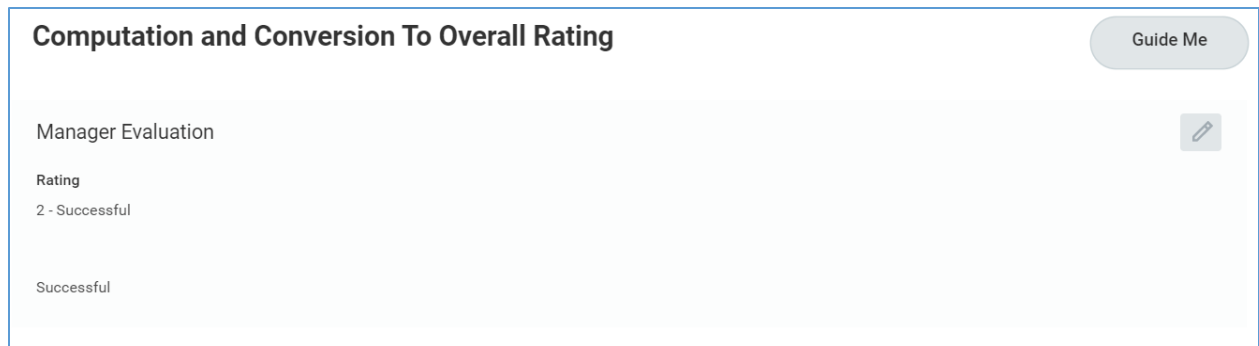 Computation and Conversion To Overall Rating
Guide Me
Manager Evaluation
Rating
2 - Successful
Successful